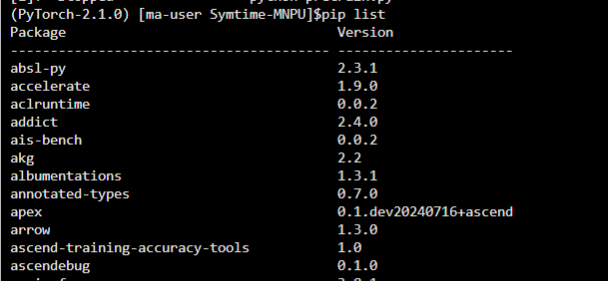 (PyTorch-2.1.0) [ma-user Symtime-MNPU]$pip list
Package Version
---------------------------------------- ----------------------
absl-py 2.3.1
accelerate 1.9.0
aclruntime 0.0.2
addict 2.4.0
ais-bench 0.0.2
akg 2.2
albumentations 1.3.1
annotated-types 0.7.0
apex 0.1.dev20240716+ascend
arrow 1.3.0
ascend-training-accuracy-tools 1.0
ascendebug 0.1.0